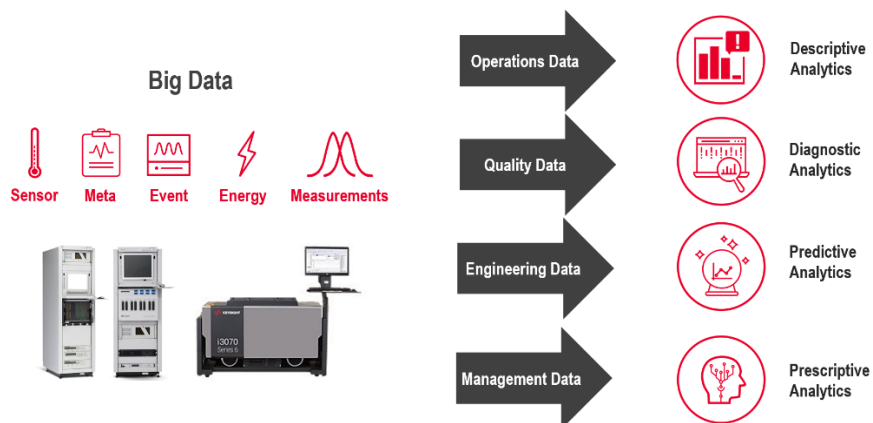 Big Data
Sensor
Meta
Event
Energy
Measurements
KEYSIGHT
i3070
Series 6
Operations Data
Quality Data
Engineering Data
Management Data
Descriptive
Analytics
Diagnostic
Analytics
Predictive
Analytics
Prescriptive
Analytics